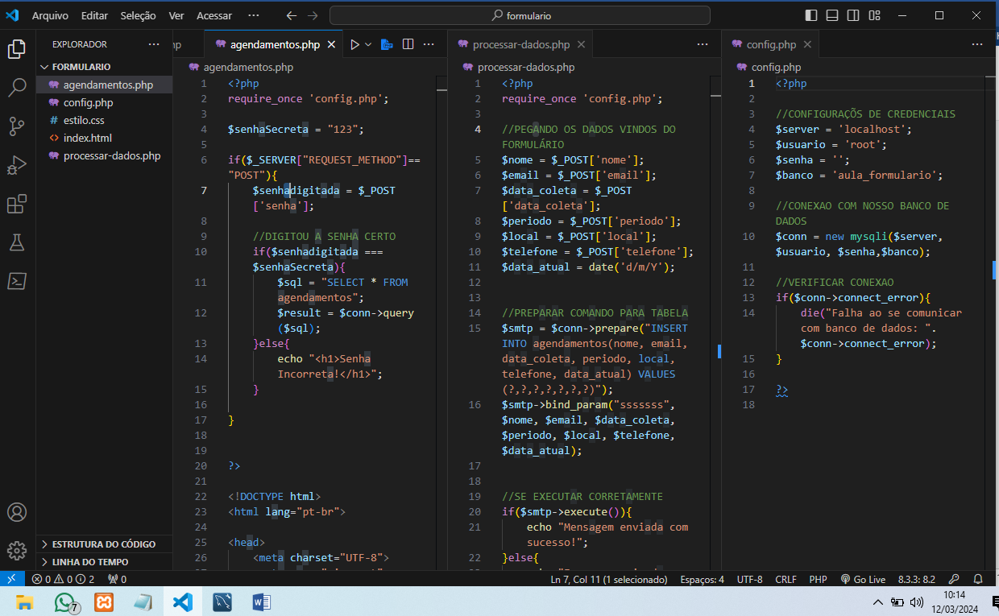 Arquivo Editar Seleção Ver Acessar ··· formulario
EXPLORADOR ···
FORMULARIO
agendamentos.php
config.php
# estilo.css
<> index.html
processar-dados.php
ESTRUTURA DO CÓDIGO
LINHA DO TEMPO
hp agendamentos.php
agendamentos.php
1 <?php
2 require_once 'config.php';
3
4 $senhaSecreta = "123";
5
6 if($_SERVER["REQUEST_METHOD"]==
"POST"){
7 $senhadigitada = $_POST
['senha'];
8
9 //DIGITOU A SENHA CERTO
10 if($senhadigitada ===
$senhaSecreta){
11 $sql = "SELECT * FROM
agendamentos";
12 $result = $conn->query
($sql);
13 }else{
14 echo "<h1>Senha
Incorreta!</h1>";
15 }
16
17 }
18
19
20 ?>
21
22 <!DOCTYPE html>
23 <html lang="pt-br">
24
25 <head>
26 <meta charset="UTF-8">
processar-dados.php
processar-dados.php
1 <?php
2 require_once 'config.php';
3
4 //PEGANDO OS DADOS VINDOS DO
FORMULÁRIO
5 $nome = $_POST['nome'];
6 $email = $_POST['email'];
7 $data_coleta = $_POST
['data_coleta'];
8 $periodo = $_POST['periodo'];
9 $local = $_POST['local'];
10 $telefone = $_POST['telefone'];
11 $data_atual = date('d/m/Y');
12
13
14 //PREPARAR COMANDO PARA TABELA
15 $smtp = $conn->prepare("INSERT
INTO agendamentos(nome, email,
data_coleta, periodo, local,
telefone, data_atual) VALUES
(?,?,?,?,?,?,?)");
16 $smtp->bind_param("sssssss",
$nome, $email, $data_coleta,
$periodo, $local, $telefone,
$data_atual);
17
18
19 //SE EXECUTAR CORRETAMENTE
20 if($smtp->execute()){
21 echo "Mensagem enviada com
sucesso!";
22 }else{
config.php
config.php
1 <?php
2
3 //CONFIGURAÇÕS DE CREDENCIAIS
4 $server = 'localhost';
5 $usuario = 'root';
6 $senha = '';
7 $banco = 'aula_formulario';
8
9 //CONEXAO COM NOSSO BANCO DE
DADOS
10 $conn = new mysqli($server,
$usuario, $senha,$banco);
11
12 //VERIFICAR CONEXAO
13 if($conn->connect_error){
14 die("Falha ao se comunicar
com banco de dados: ".
$conn->connect_error);
15 }
16
17 ?>
18
0 0 2 0 Ln 7, Col 11 (1 selecionado) Espaços: 4 UTF-8 CRLF PHP Go Live 8.3.3: 8.2
7
10:14
12/03/2024